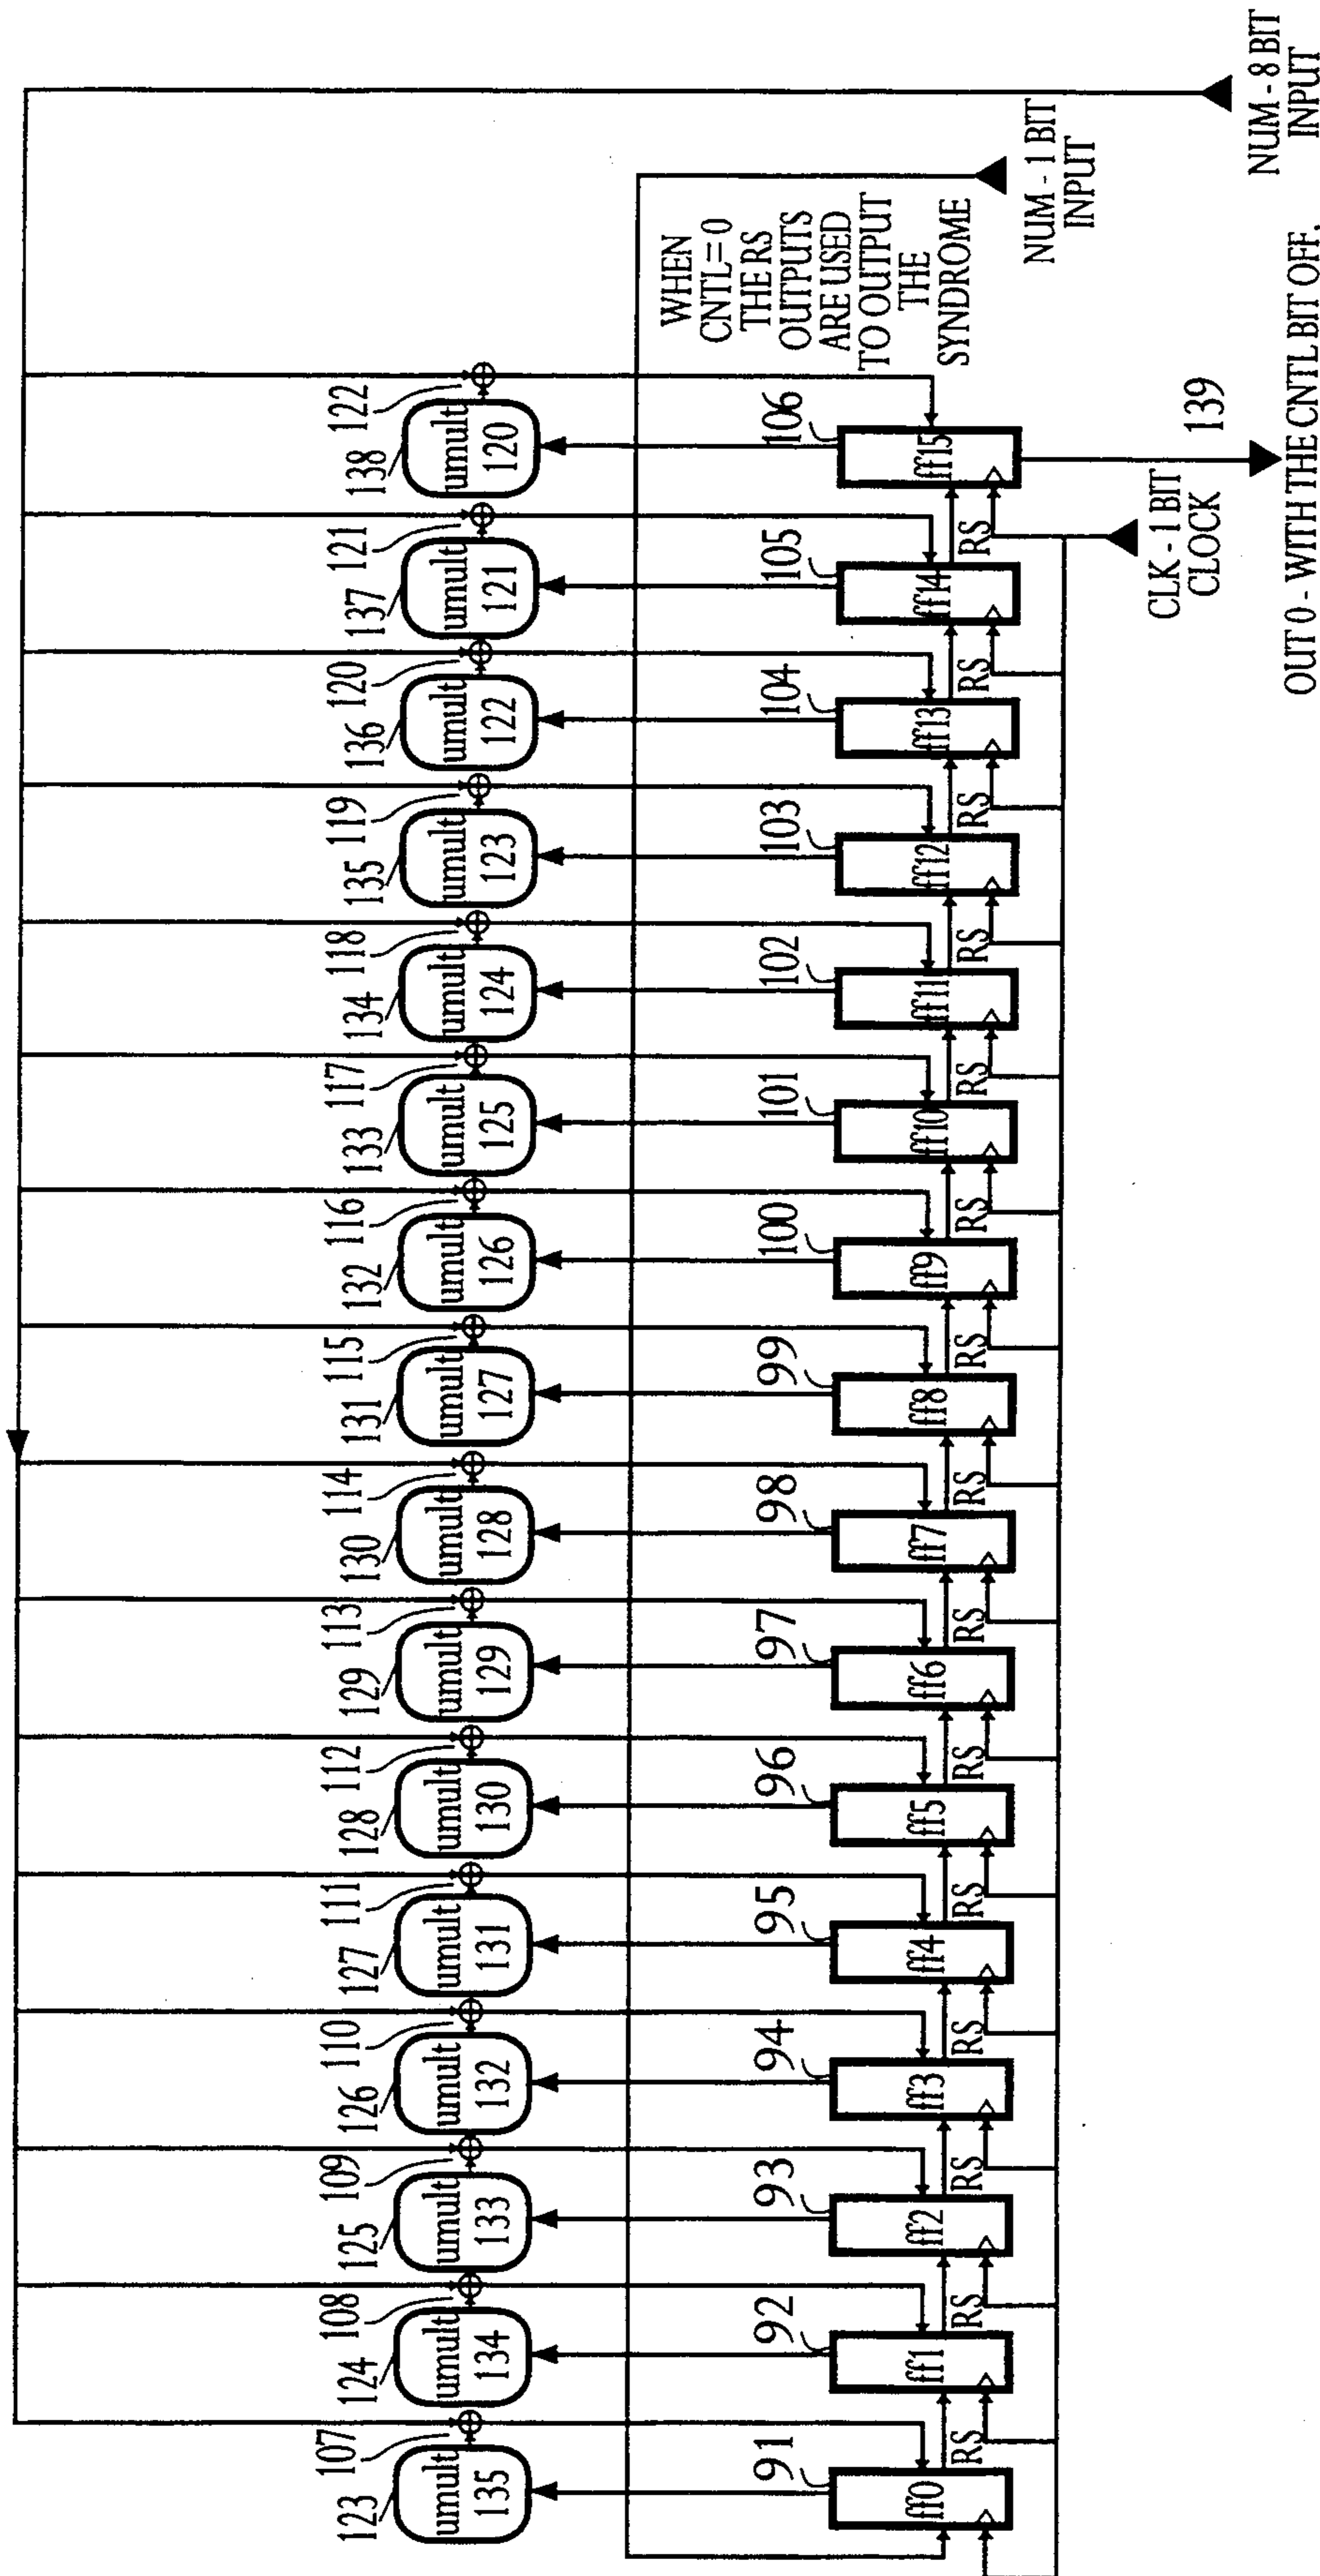 123 107 124 108 125 109 126 110 127 111 128 112 129 113 130 114 131 115 132 116 133 117 134 118 135 119 136 120 137 121 138 122
umult umult umult umult umult umult umult umult umult umult umult umult umult umult umult umult
135 134 133 132 131 130 129 128 127 126 125 124 123 122 121 120
WHEN
CNTL= 0
THE RS
OUTPUTS
ARE USED
TO OUTPUT
THE
SYNDROME
91 92 93 94 95 96 97 98 99 100 101 102 103 104 105 106
ff0 ff1 ff2 ff3 ff4 ff5 ff6 ff7 ff8 ff9 ff10 ff11 ff12 ff13 ff14 ff15
RS RS RS RS RS RS RS RS RS RS RS RS RS RS RS
NUM - 1 BIT
INPUT
CLK - 1 BIT
CLOCK
139
NUM - 8 BIT
INPUT
OUT 0 - WITH THE CNTL BIT OFF.